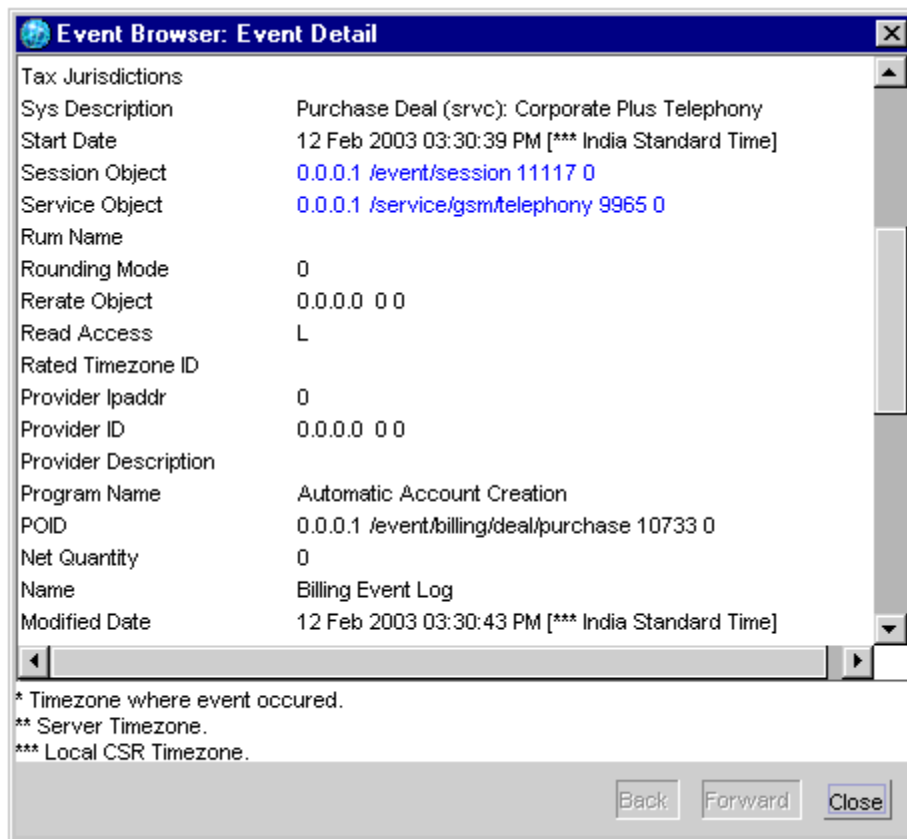 Event Browser: Event Detail
Tax Jurisdictions
Sys Description Purchase Deal (srvc): Corporate Plus Telephony
Start Date 12 Feb 2003 03:30:39 PM [*** India Standard Time]
Session Object 0.0.0.1 /event/session 11117 0
Service Object 0.0.0.1 /service/gsm/telephony 9965 0
Rum Name
Rounding Mode 0
Rerate Object 0.0.0.0 0 0
Read Access L
Rated Timezone ID
Provider Ipaddr 0
Provider ID 0.0.0.0 0 0
Provider Description
Program Name Automatic Account Creation
POID 0.0.0.1 /event/billing/deal/purchase 10733 0
Net Quantity 0
Name Billing Event Log
Modified Date 12 Feb 2003 03:30:43 PM [*** India Standard Time]
* Timezone where event occured.
** Server Timezone.
*** Local CSR Timezone.
Back Forward Close